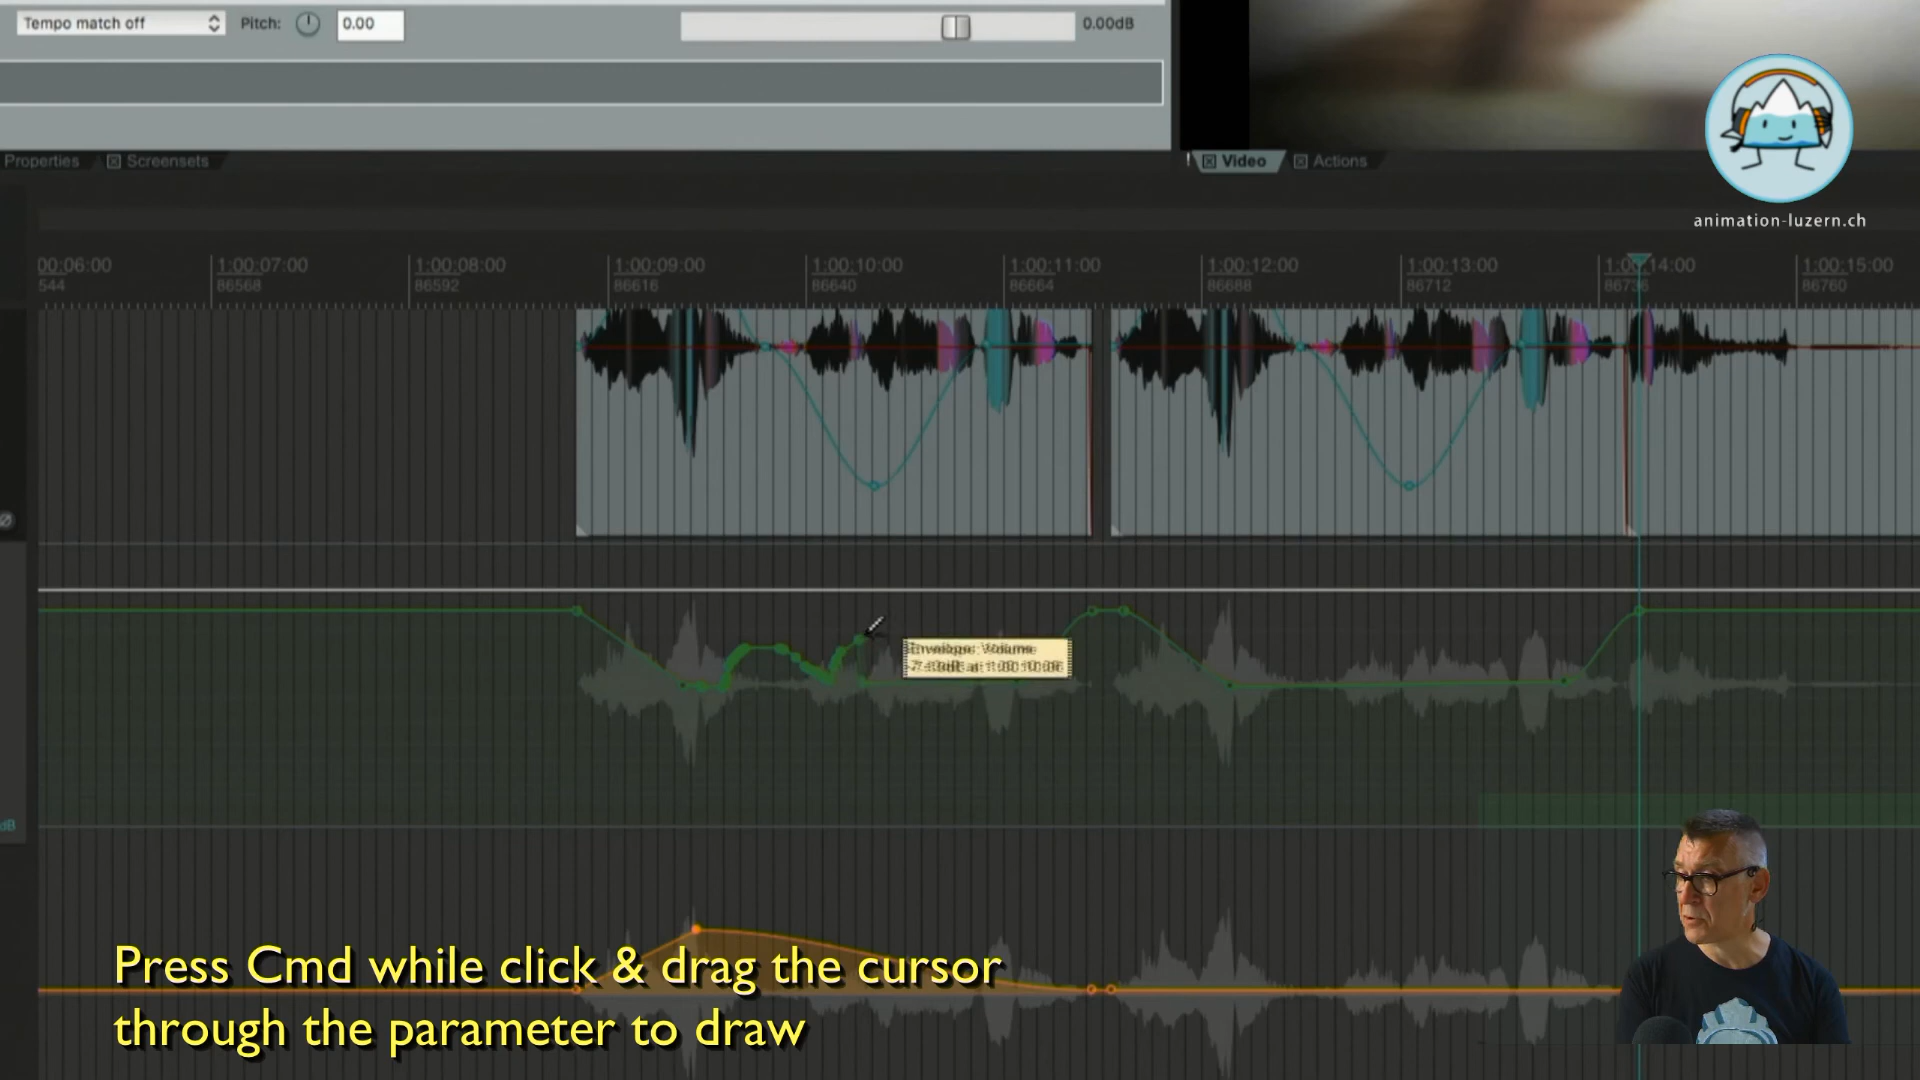 Tempo match off
Pitch:
0.00
0.00dB
Properties
Screensets
Video
Actions
animation-luzern.ch
00:06:00
1:00:07:00
1:00:08:00
1:00:09:00
1:00:10:00
1:00:11:00
1:00:12:00
1:00:13:00
1:00:14:00
1:00:15:00
544
86568
86592
86616
86640
86664
86688
86712
86736
86760
Envelope: Volume
dB
Press Cmd while click & drag the cursor
through the parameter to draw